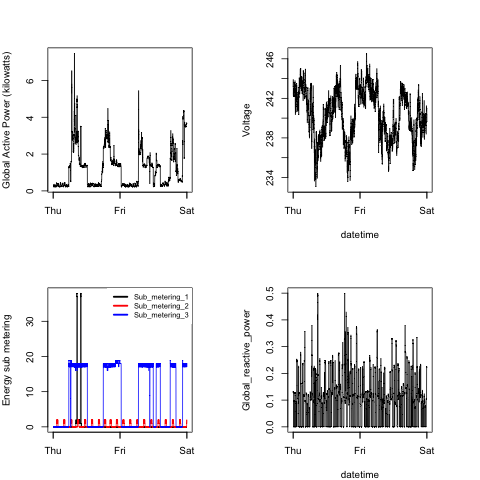 Global Active Power (kilowatts)
6
4
2
0
Thu
Fri
Sat
Voltage
246
242
238
234
Thu
Fri
Sat
datetime
Energy sub metering
30
20
10
0
Sub_metering_1
Sub_metering_2
Sub_metering_3
Thu
Fri
Sat
Global_reactive_power
0.5
0.4
0.3
0.2
0.1
0.0
Thu
Fri
Sat
datetime